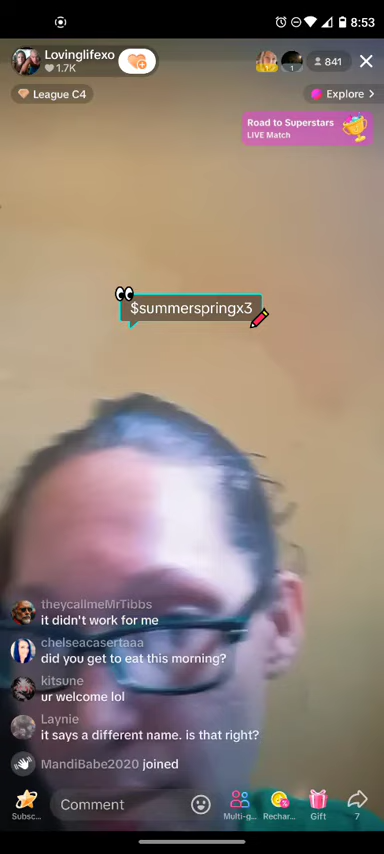 8:53
Lovinglifexo
1.7K
1
841
League C4
Explore >
Road to Superstars
LIVE Match
$summerspringx3
theycallmeMrTibbs
it didn't work for me
chelseacasertaaa
did you get to eat this morning?
kitsune
ur welcome lol
Laynie
it says a different name. is that right?
MandiBabe2020 joined
Comment
Subsc...
Multi-g...
Rechar...
Gift
7